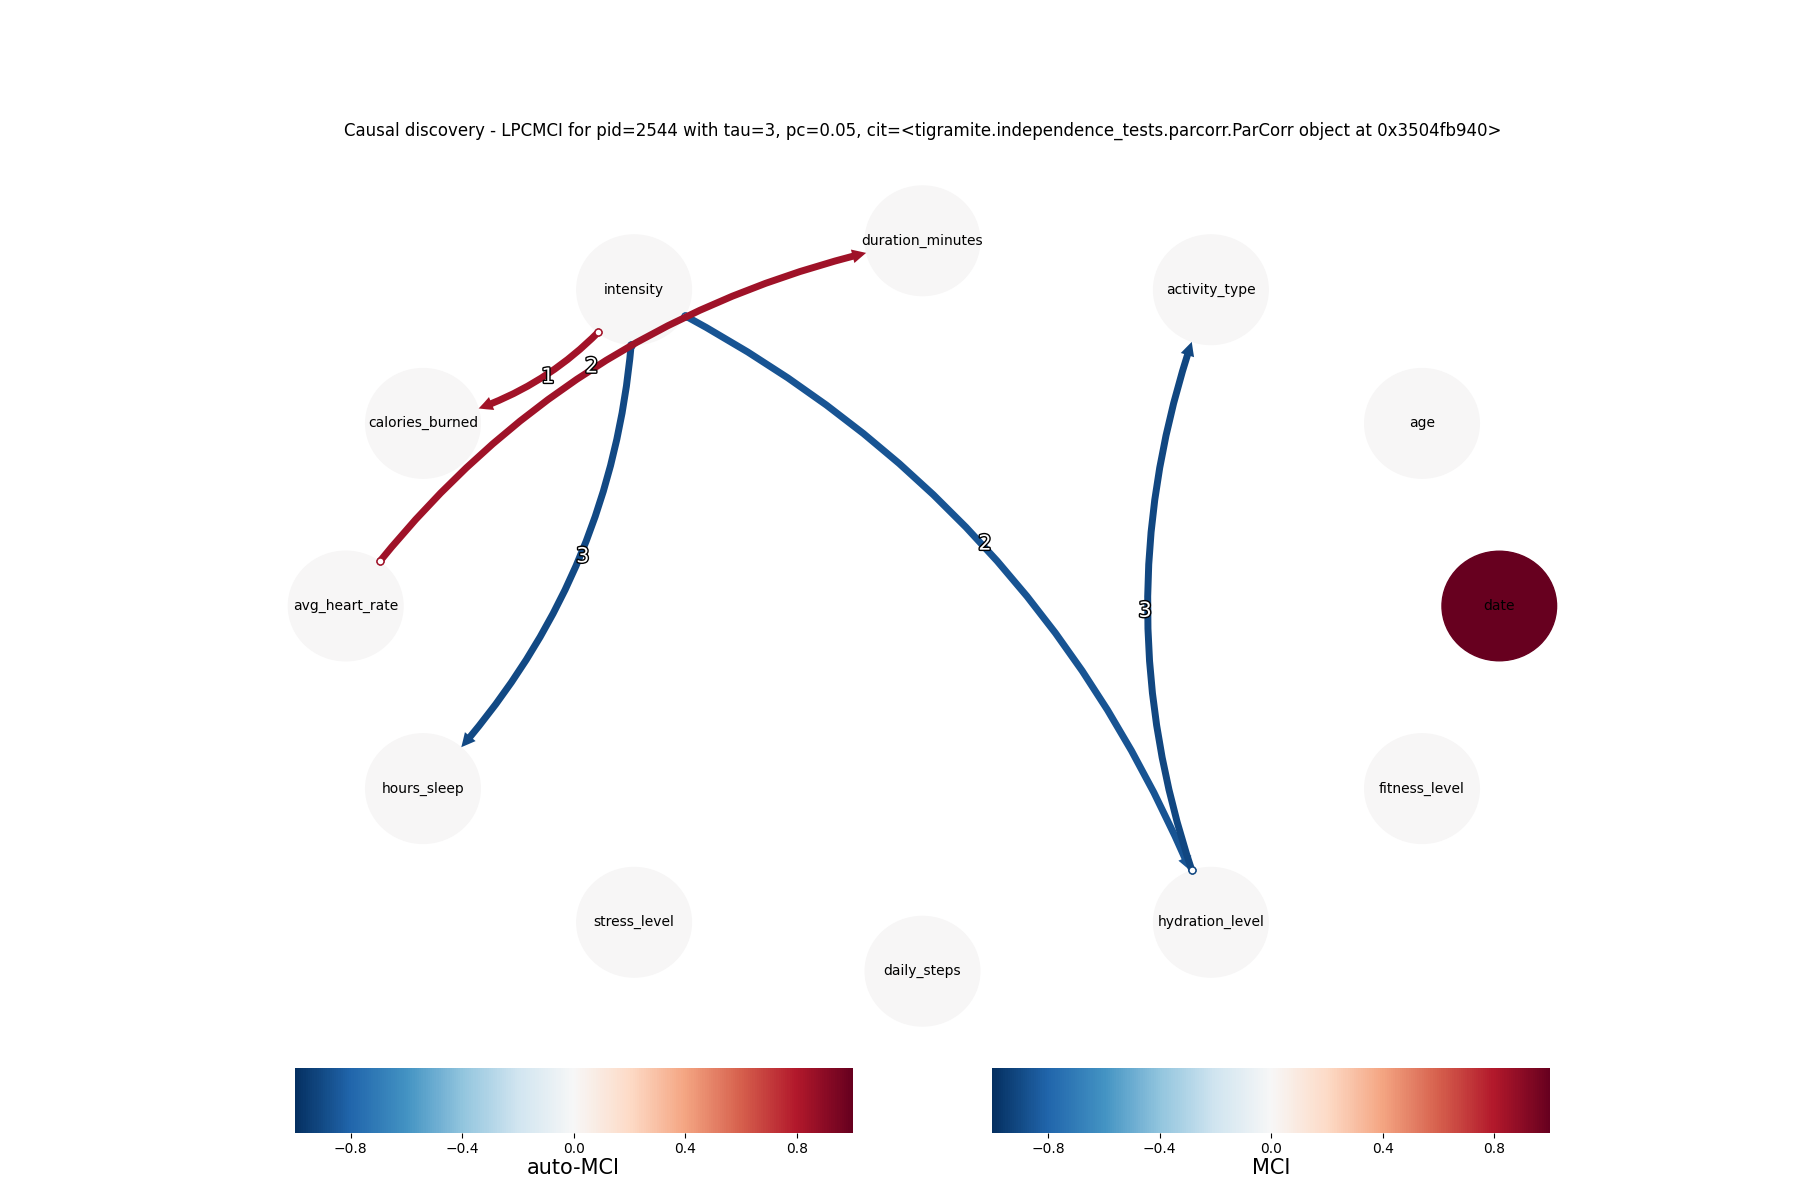 Causal discovery - LPCMCI for pid=2544 with tau=3, pc=0.05, cit=<tigramite.independence_tests.parcorr.ParCorr object at 0x3504fb940>
duration_minutes
intensity
activity_type
2
1
calories_burned
age
2
3
avg_heart_rate
date
3
hours_sleep
fitness_level
stress_level
hydration_level
daily_steps
−0.8 −0.4 0.0 0.4 0.8
auto-MCI
−0.8 −0.4 0.0 0.4 0.8
MCI